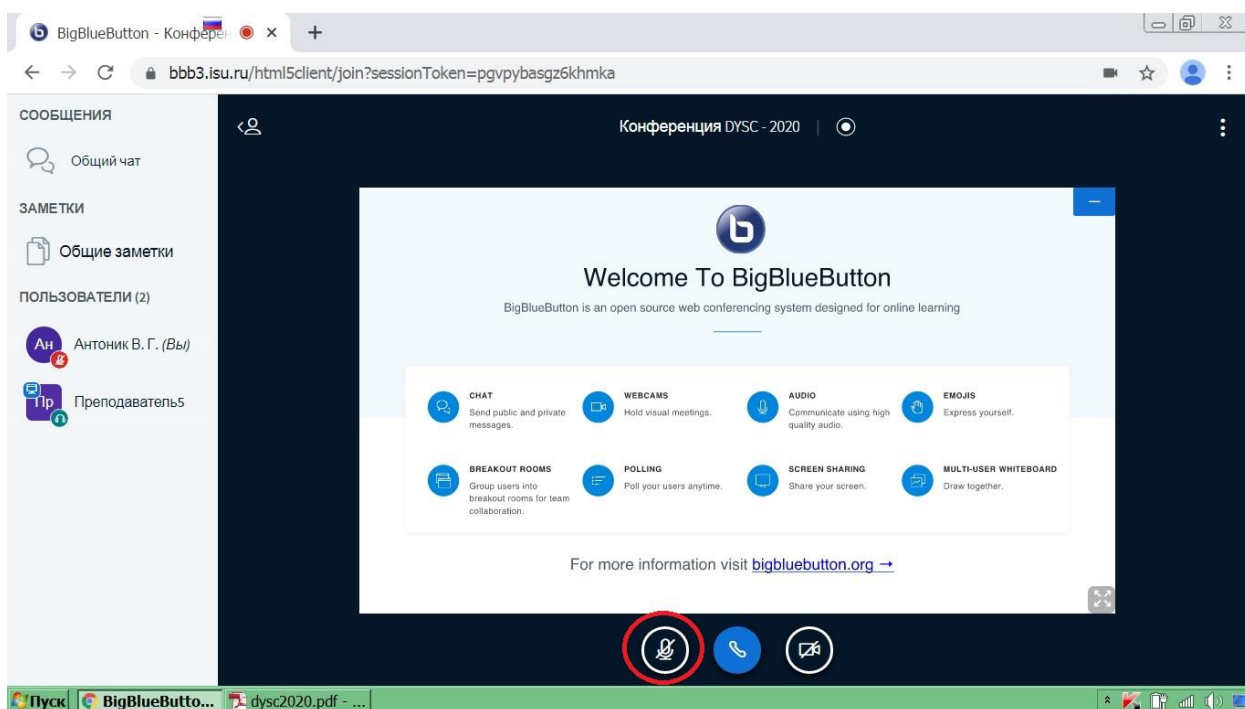 BigBlueButton - Конфере
bbb3.isu.ru/html5client/join?sessionToken=pgvpybasgz6khmka
СООБЩЕНИЯ
Общий чат
ЗАМЕТКИ
Общие заметки
ПОЛЬЗОВАТЕЛИ (2)
Ан
Антоник В. Г. (Вы)
Пр
Преподаватель5
Конференция DYSC - 2020
Welcome To BigBlueButton
BigBlueButton is an open source web conferencing system designed for online learning
CHAT
Send public and private
messages.
WEBCAMS
Hold visual meetings.
AUDIO
Communicate using high
quality audio.
EMOJIS
Express yourself.
BREAKOUT ROOMS
Group users into
breakout rooms for team
collaboration.
POLLING
Poll your users anytime.
SCREEN SHARING
Share your screen.
MULTI-USER WHITEBOARD
Draw together.
For more information visit bigbluebutton.org →
Пуск
BigBlueButto...
dysc2020.pdf - ...